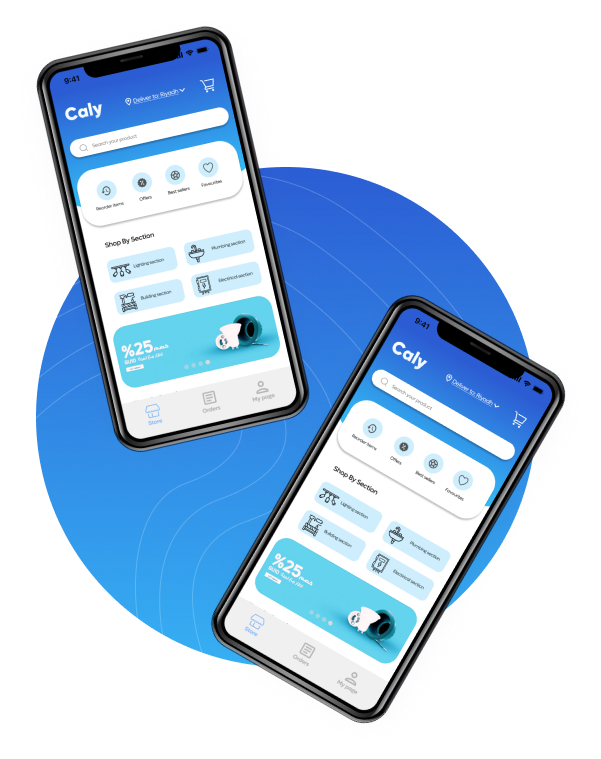 9:41
Caly
Deliver to: Riyadh
Search your product
Reorder items
Offers
Best sellers
Favourites
Shop By Section
Lighting section
Plumbing section
Building section
Electrical section
%25 خصم
Store
Orders
My page
9:41
Caly
Deliver to: Riyadh
Search your product
Reorder items
Offers
Best sellers
Favourites
Shop By Section
Lighting section
Plumbing section
Building section
Electrical section
%25 خصم
Store
Orders
My page